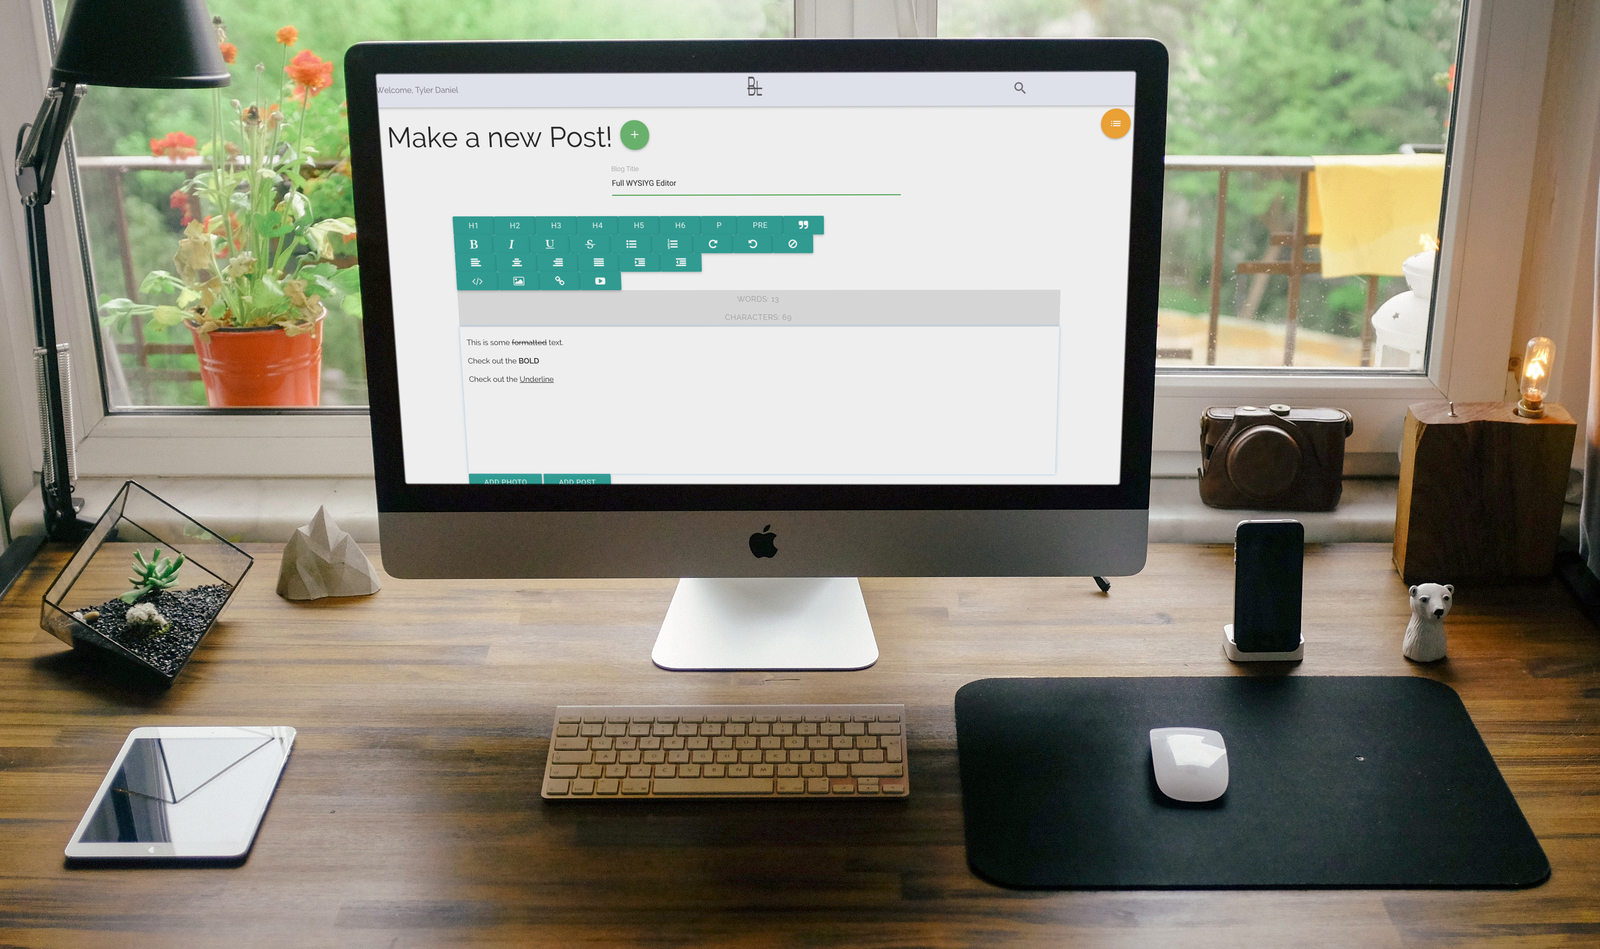 Welcome, Tyler Daniel
Make a new Post!
Blog Title
Full WYSIYG Editor
H1 H2 H3 H4 H5 H6 P PRE
B I U S
WORDS: 13
CHARACTERS: 69
This is some formatted text.
Check out the BOLD
Check out the Underline
ADD PHOTO ADD POST